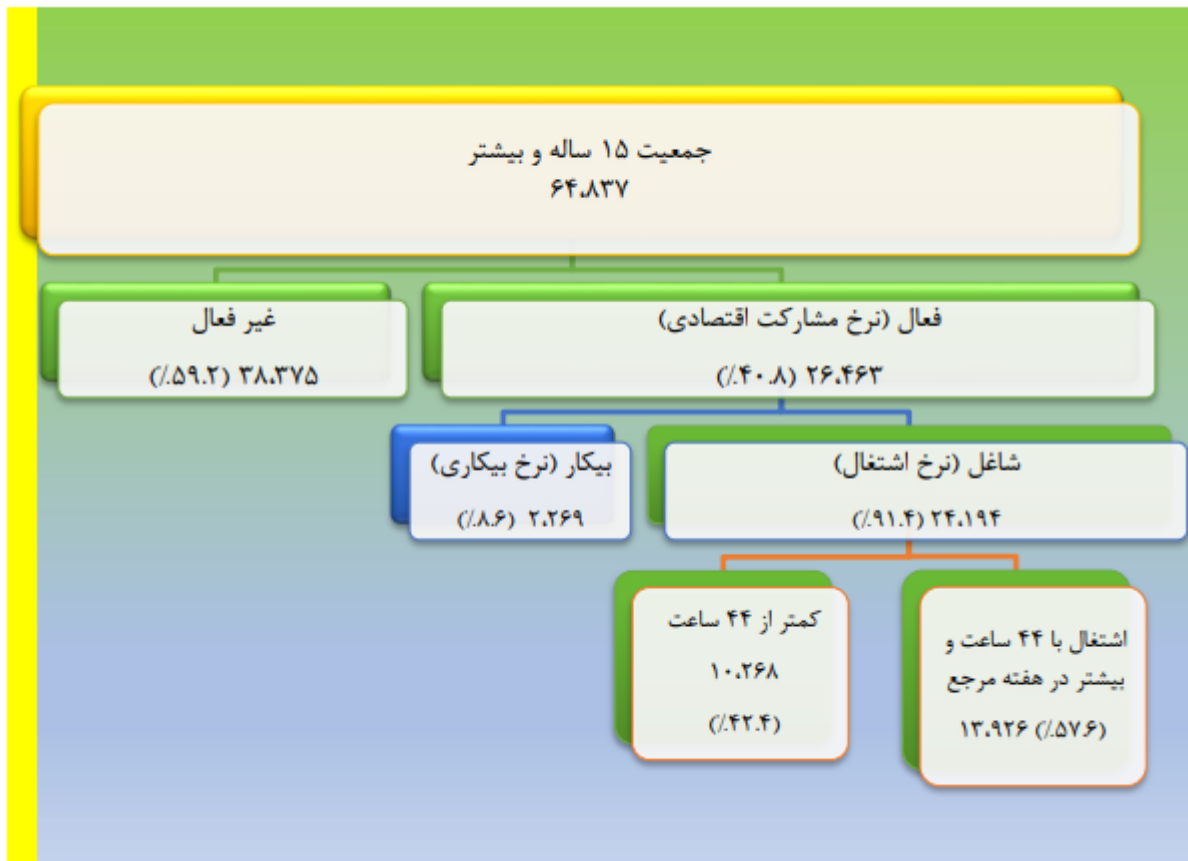 جمعیت ۱۵ ساله و بیشتر
۶۴،۸۳۷
فعال (نرخ مشارکت اقتصادی)
۲۶،۴۶۳ (۴۰.۸٪)
غیر فعال
۳۸،۳۷۵ (۵۹.۲٪)
شاغل (نرخ اشتغال)
۲۴،۱۹۴ (۹۱.۴٪)
بیکار (نرخ بیکاری)
۲،۲۶۹ (۸.۶٪)
اشتغال با ۴۴ ساعت و
بیشتر در هفته مرجع
۱۳،۹۲۶ (۵۷.۶٪)
کمتر از ۴۴ ساعت
۱۰،۲۶۸
(۴۲.۴٪)